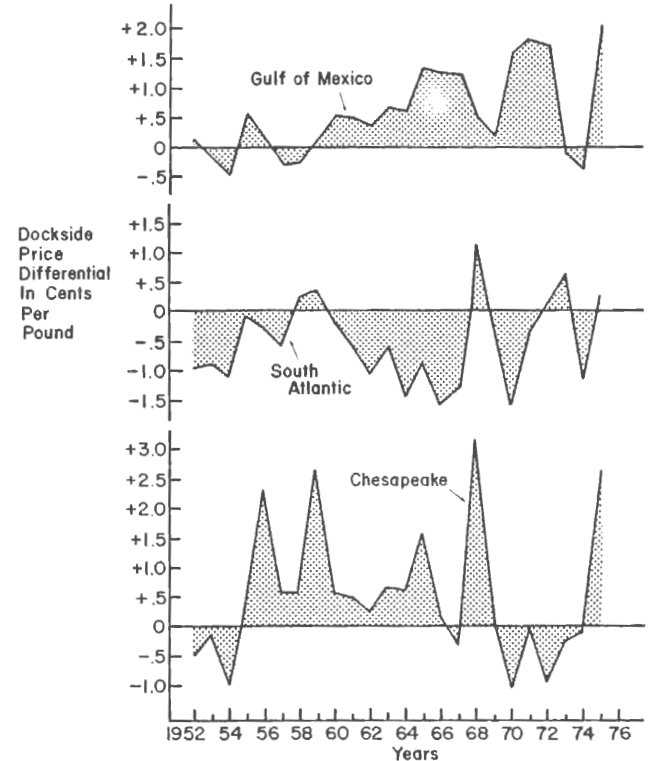 +2.0
+1.5
+1.0
+.5
0
-.5
Gulf of Mexico
Dockside
Price
Differential
In Cents
Per
Pound
+1.5
+1.0
+.5
0
-.5
-1.0
-1.5
South
Atlantic
+3.0
+2.5
+2.0
+1.5
+1.0
+.5
0
-.5
-1.0
Chesapeake
1952 54 56 58 60 62 64 66 68 70 72 74 76
Years